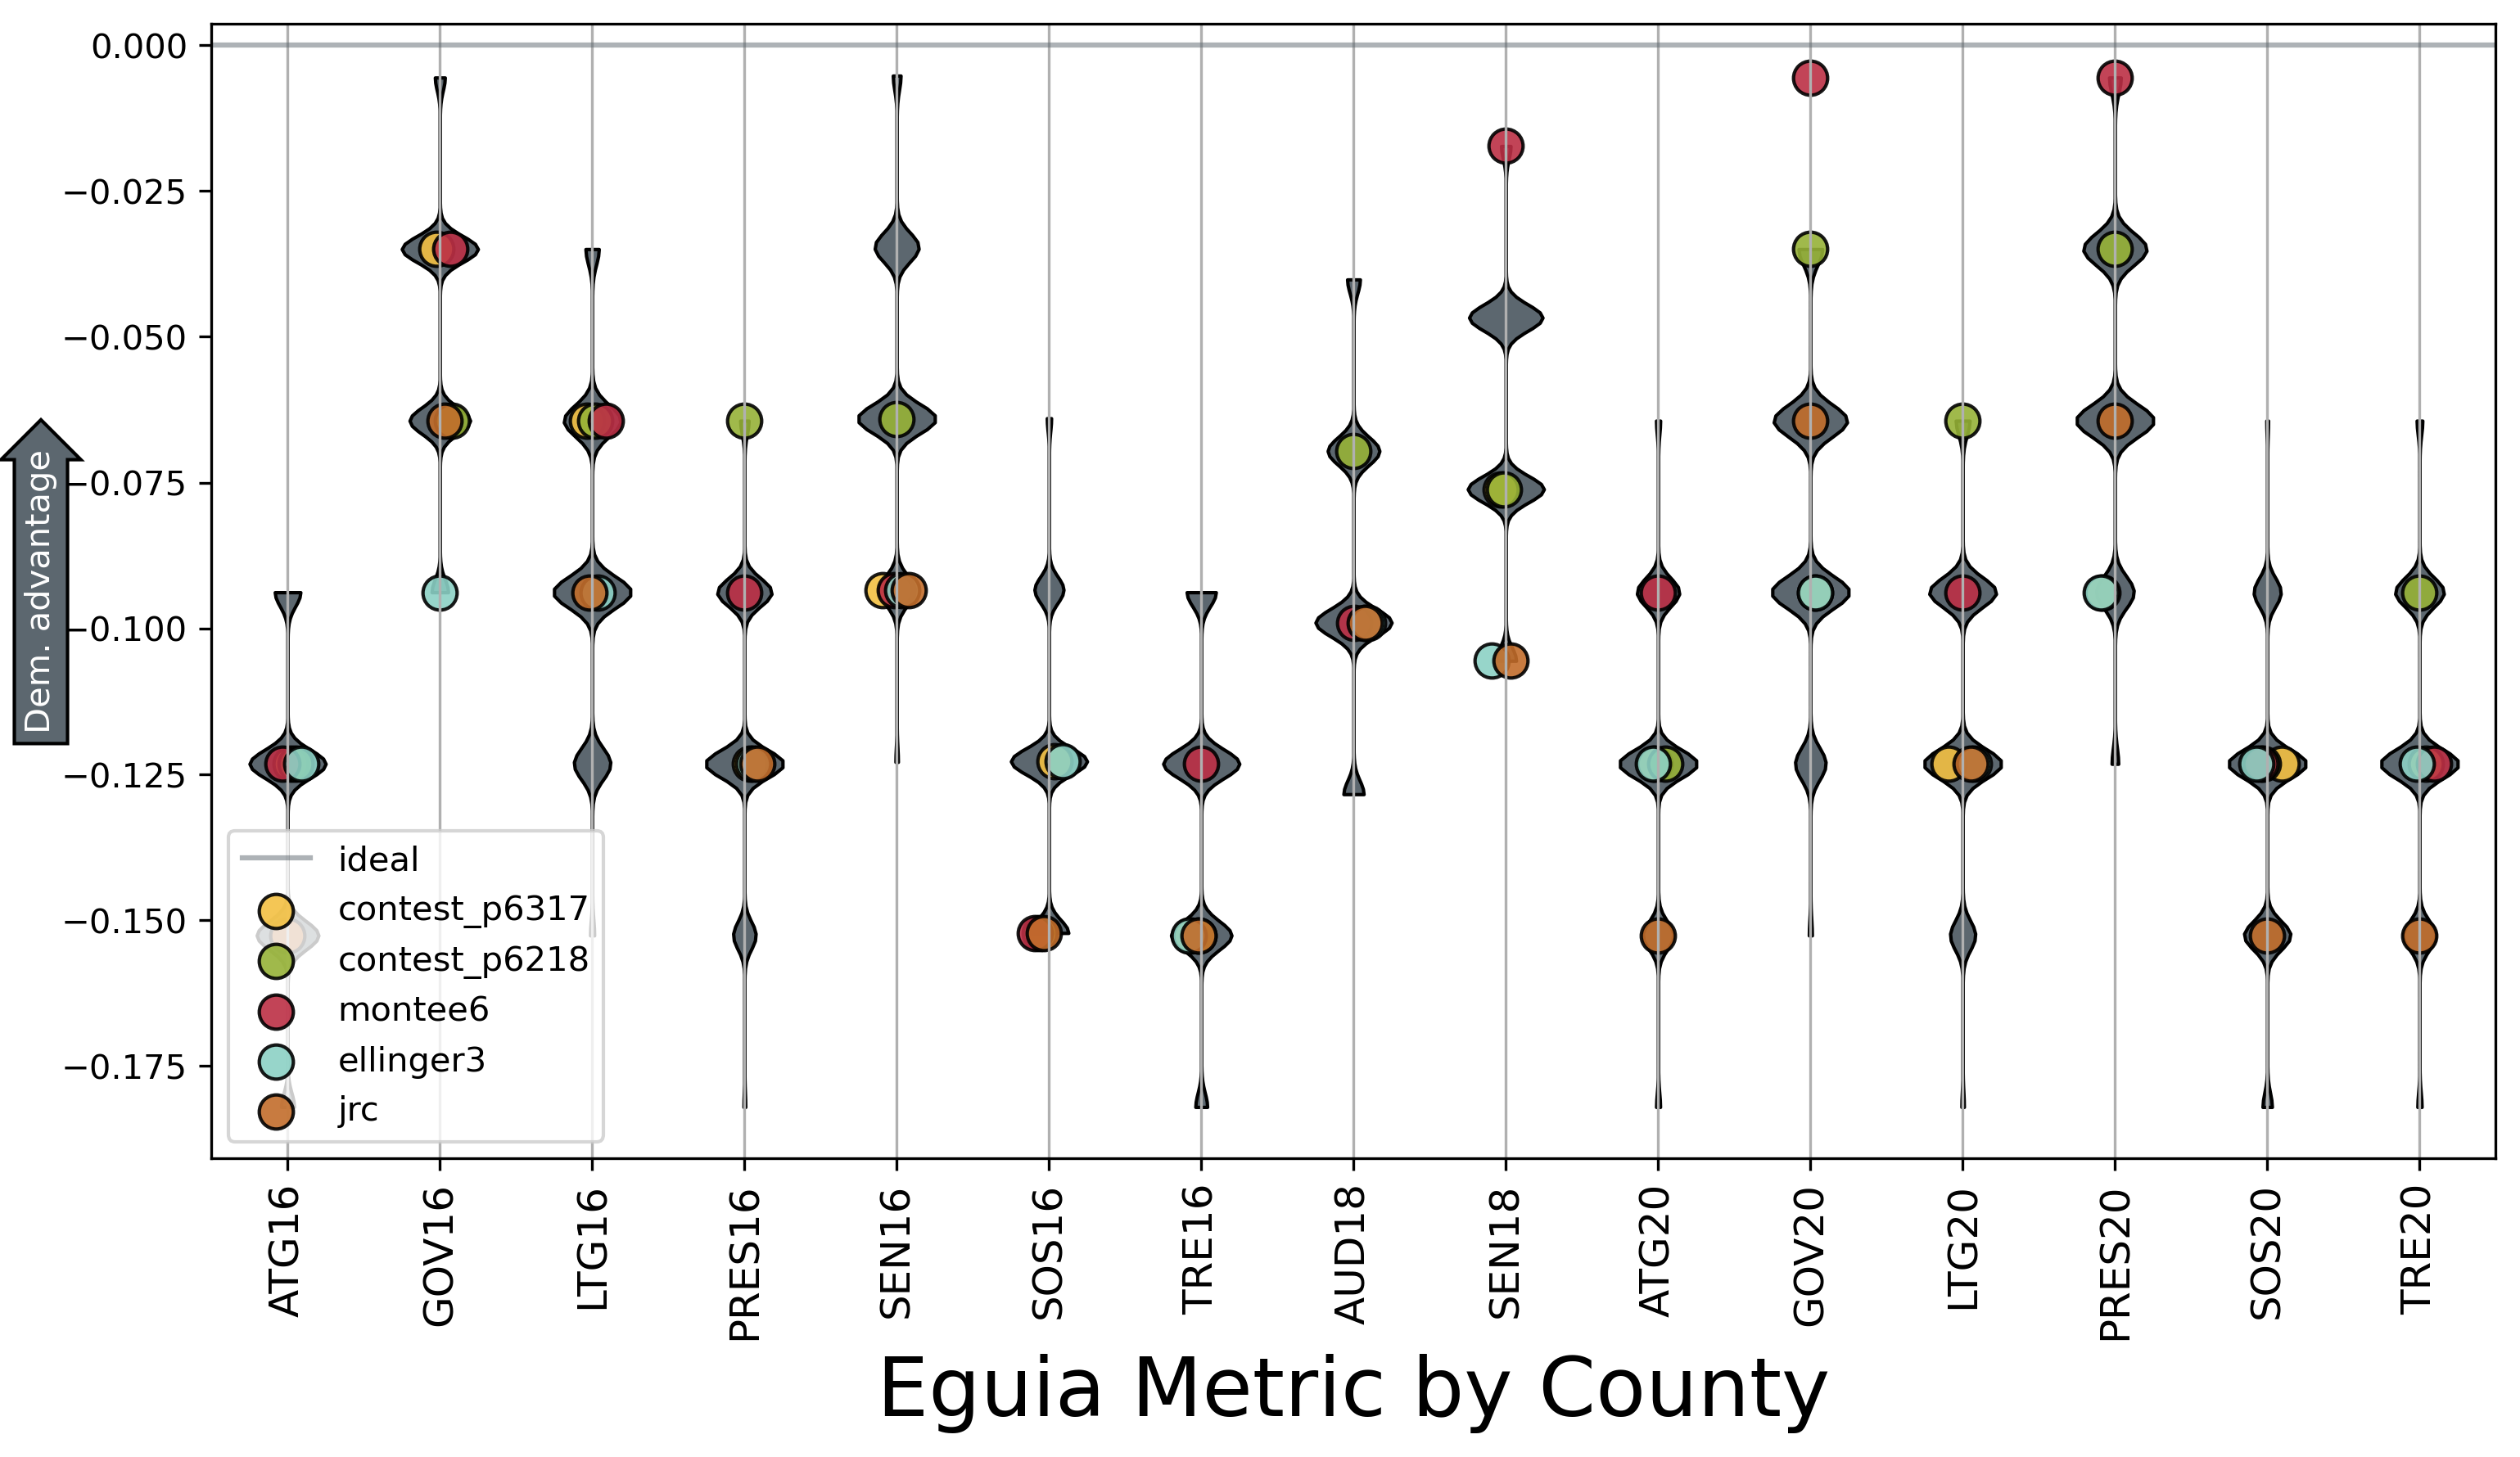 0.000
−0.025
−0.050
−0.075
−0.100
−0.125
−0.150
−0.175
Dem. advantage
ideal
contest_p6317
contest_p6218
montee6
ellinger3
jrc
ATG16
GOV16
LTG16
PRES16
SEN16
SOS16
TRE16
AUD18
SEN18
ATG20
GOV20
LTG20
PRES20
SOS20
TRE20
Eguia Metric by County